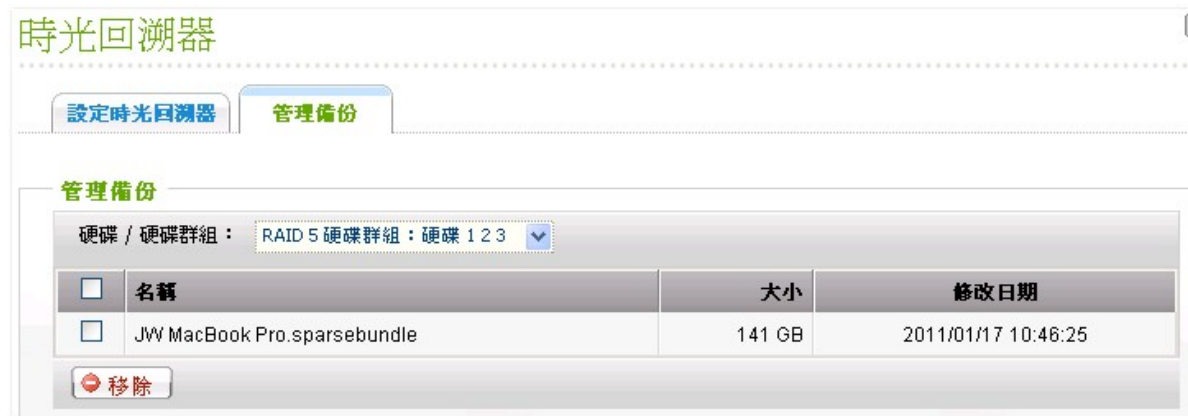 時光回溯器
設定時光回溯器 管理備份
管理備份
硬碟 / 硬碟群組： RAID 5 硬碟群組：硬碟 1 2 3
名稱 大小 修改日期
JW MacBook Pro.sparsebundle 141 GB 2011/01/17 10:46:25
移除